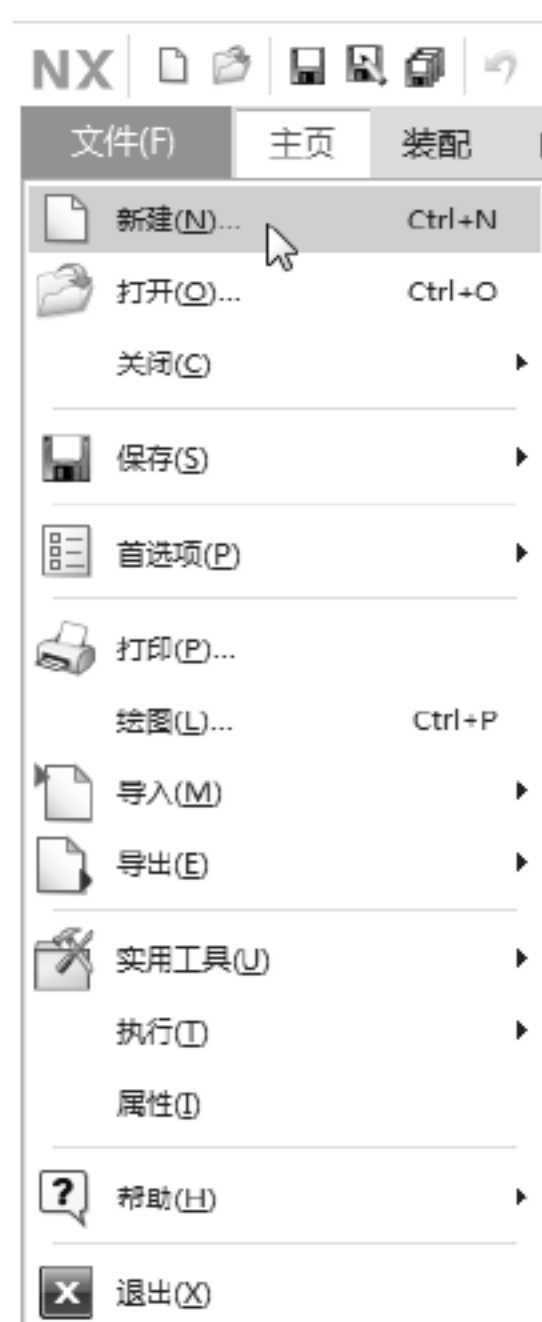 NX
文件(F) 主页 装配
新建(N)... Ctrl+N
打开(O)... Ctrl+O
关闭(C)
保存(S)
首选项(P)
打印(P)...
绘图(L)... Ctrl+P
导入(M)
导出(E)
实用工具(U)
执行(T)
属性(I)
帮助(H)
退出(X)